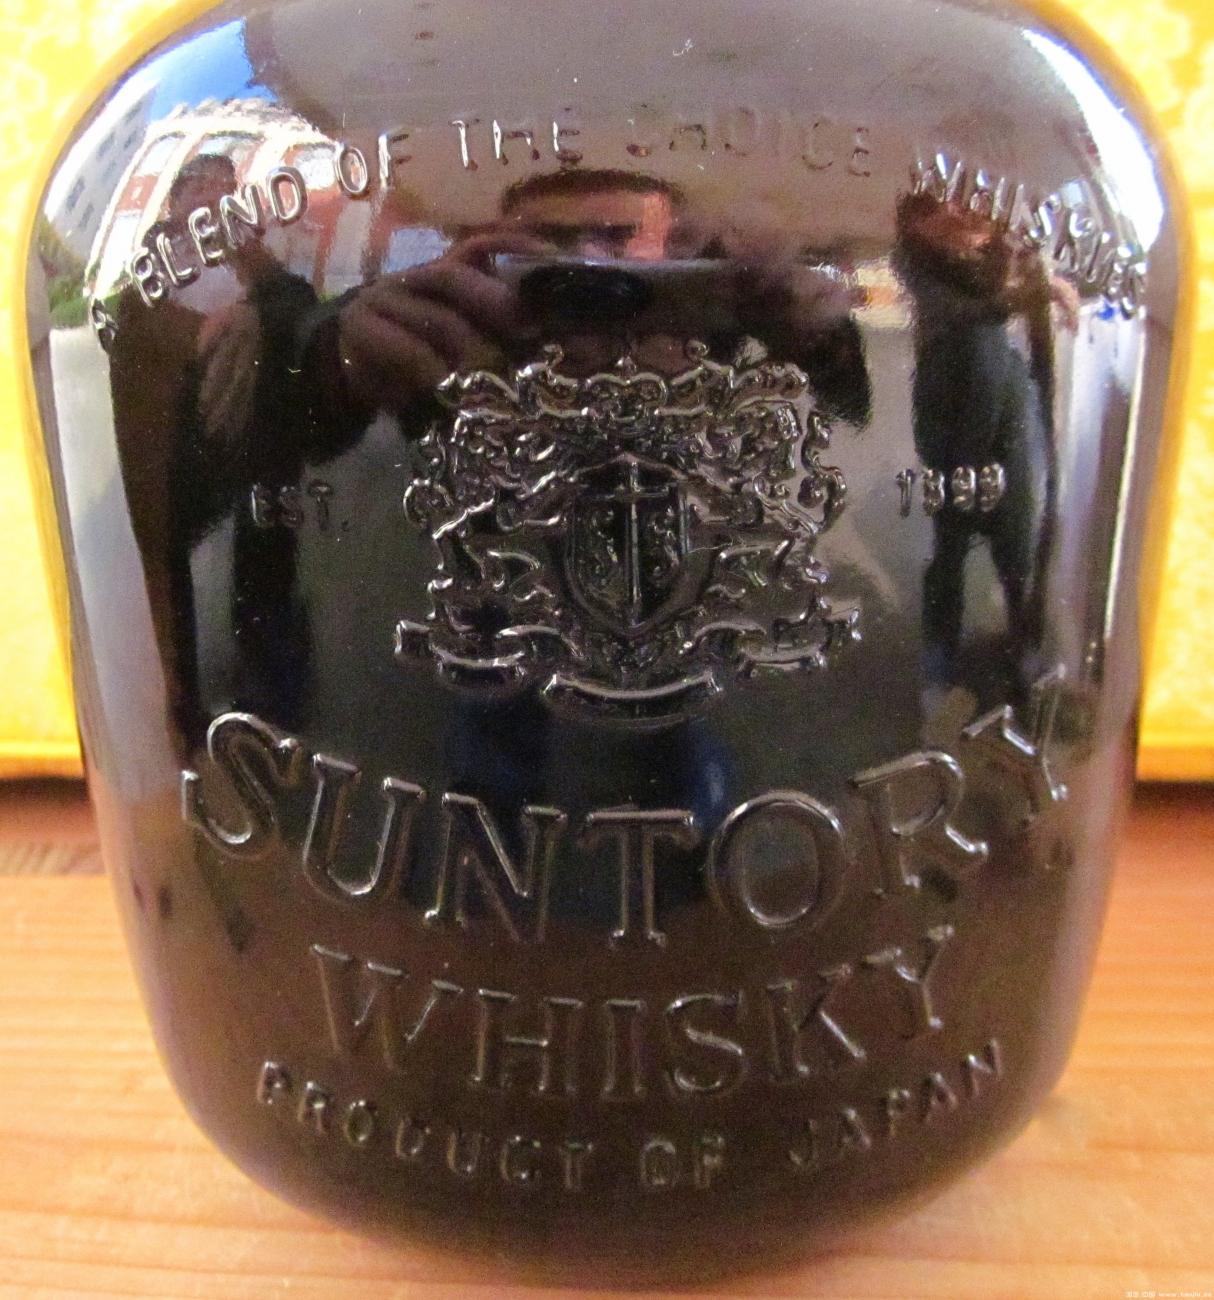 A BLEND OF THE CHOICE WHISKIES
EST. 1899
SUNTORY
WHISKY
PRODUCT OF JAPAN